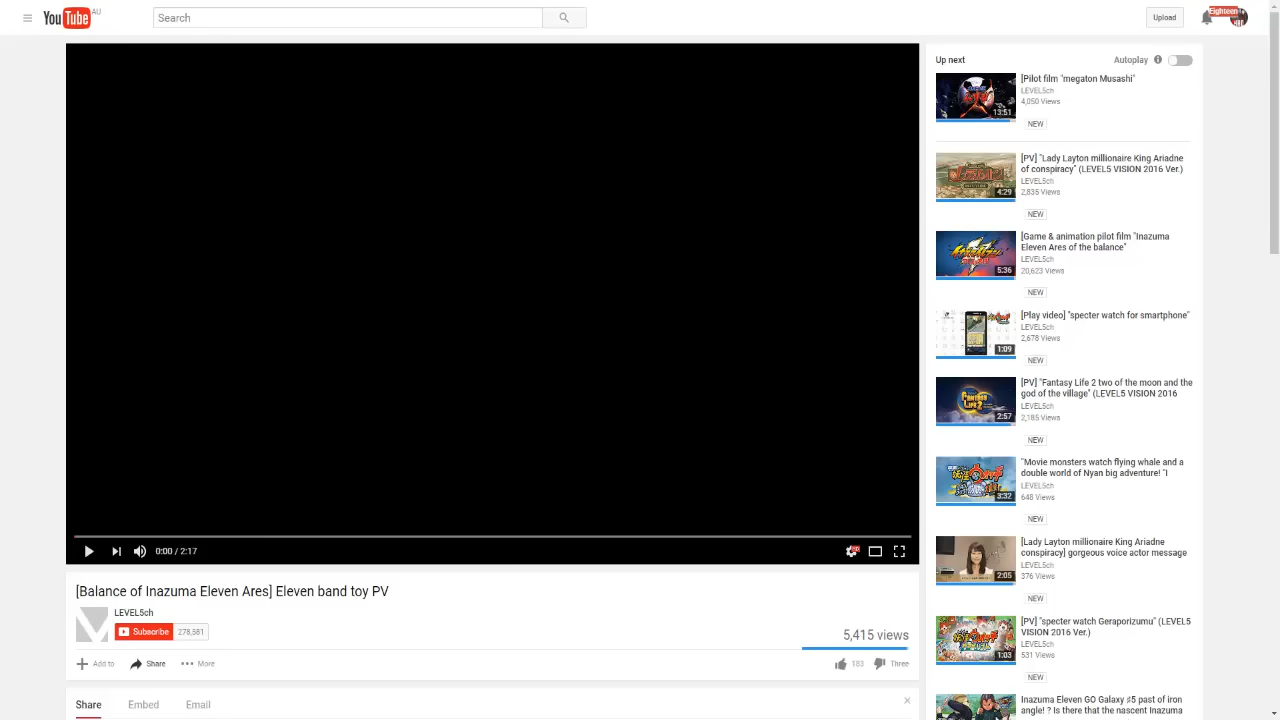 YouTube AU
Search
Upload
Eighteen
Up next
Autoplay
[Pilot film "megaton Musashi"
LEVEL5ch
4,050 Views
13:51
NEW
[PV] "Lady Layton millionaire King Ariadne
of conspiracy" (LEVEL5 VISION 2016 Ver.)
LEVEL5ch
2,835 Views
4:29
NEW
[Game & animation pilot film "Inazuma
Eleven Ares of the balance"
LEVEL5ch
20,623 Views
5:36
NEW
[Play video] "specter watch for smartphone"
LEVEL5ch
2,678 Views
1:09
NEW
[PV] "Fantasy Life 2 two of the moon and the
god of the village" (LEVEL5 VISION 2016
LEVEL5ch
2,185 Views
FANTASY
LIFE 2
2:57
NEW
"Movie monsters watch flying whale and a
double world of Nyan big adventure! "I
LEVEL5ch
648 Views
3:32
NEW
[Lady Layton millionaire King Ariadne
conspiracy] gorgeous voice actor message
LEVEL5ch
376 Views
2:05
NEW
[PV] "specter watch Geraporizumu" (LEVEL5
VISION 2016 Ver.)
LEVEL5ch
531 Views
1:03
NEW
Inazuma Eleven GO Galaxy ♯5 past of iron
angle! ? Is there that the nascent Inazuma
0:00 / 2:17
HD
[Balance of Inazuma Eleven Ares] Eleven band toy PV
LEVEL5ch
Subscribe 278,581
5,415 views
Add to Share More
183 Three
Share Embed Email